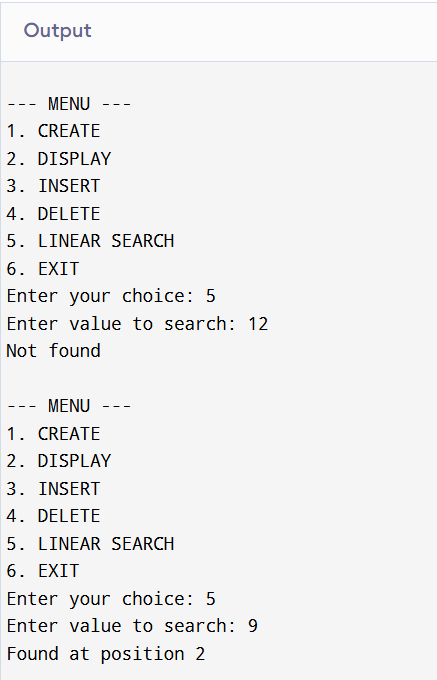 Output
--- MENU ---
1. CREATE
2. DISPLAY
3. INSERT
4. DELETE
5. LINEAR SEARCH
6. EXIT
Enter your choice: 5
Enter value to search: 12
Not found
--- MENU ---
1. CREATE
2. DISPLAY
3. INSERT
4. DELETE
5. LINEAR SEARCH
6. EXIT
Enter your choice: 5
Enter value to search: 9
Found at position 2